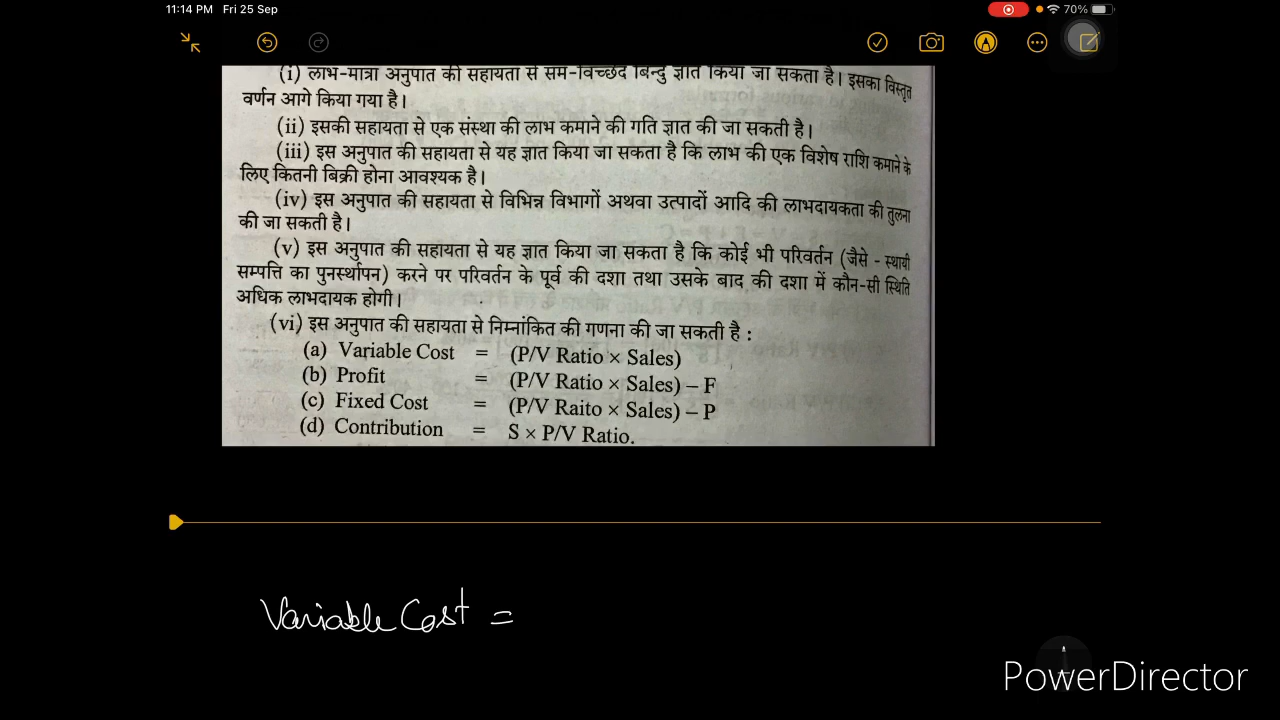 11:14 PM Fri 25 Sep 70%
(i) लाभ-मात्रा अनुपात की सहायता से सम-विच्छेद बिन्दु ज्ञात किया जा सकता है। इसका विस्तृत
वर्णन आगे किया गया है।
(ii) इसकी सहायता से एक संस्था की लाभ कमाने की गति ज्ञात की जा सकती है।
(iii) इस अनुपात की सहायता से यह ज्ञात किया जा सकता है कि लाभ की एक विशेष राशि कमाने के
लिए कितनी बिक्री होना आवश्यक है।
(iv) इस अनुपात की सहायता से विभिन्न विभागों अथवा उत्पादों आदि की लाभदायकता की तुलना
की जा सकती है।
(v) इस अनुपात की सहायता से यह ज्ञात किया जा सकता है कि कोई भी परिवर्तन (जैसे - स्थायी
सम्पत्ति का पुनर्स्थापन) करने पर परिवर्तन के पूर्व की दशा तथा उसके बाद की दशा में कौन-सी स्थिति
अधिक लाभदायक होगी।
(vi) इस अनुपात की सहायता से निम्नांकित की गणना की जा सकती है :
(a) Variable Cost = (P/V Ratio × Sales)
(b) Profit = (P/V Ratio × Sales) – F
(c) Fixed Cost = (P/V Raito × Sales) – P
(d) Contribution = S × P/V Ratio.
Variable Cost =
PowerDirector